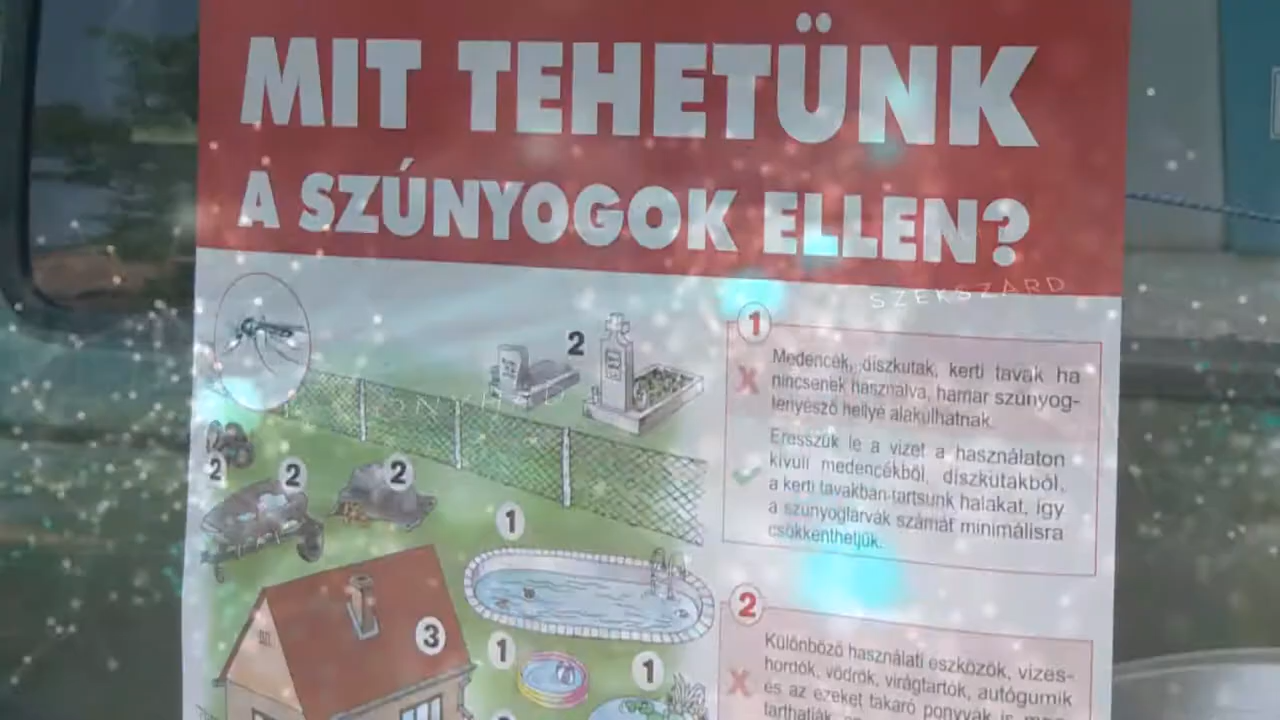 MIT TEHETÜNK
A SZÚNYOGOK ELLEN?
SZEKSZÁRD
2
1
Medencék, díszkutak, kerti tavak ha
nincsenek használva, hamar szúnyog-
tenyésző hellyé alakulhatnak.
Eresszük le a vizet a használaton
kívüli medencékből, díszkutakból,
a kerti tavakban tartsunk halakat, így
a szúnyoglárvák számát minimálisra
csökkenthetjük.
2
2
2
1
3
1
1
2
Különböző használati eszközök, vizes-
hordók, vödrök, virágtartók, autógumik
és az ezeket takaró ponyvák is
tarthatják